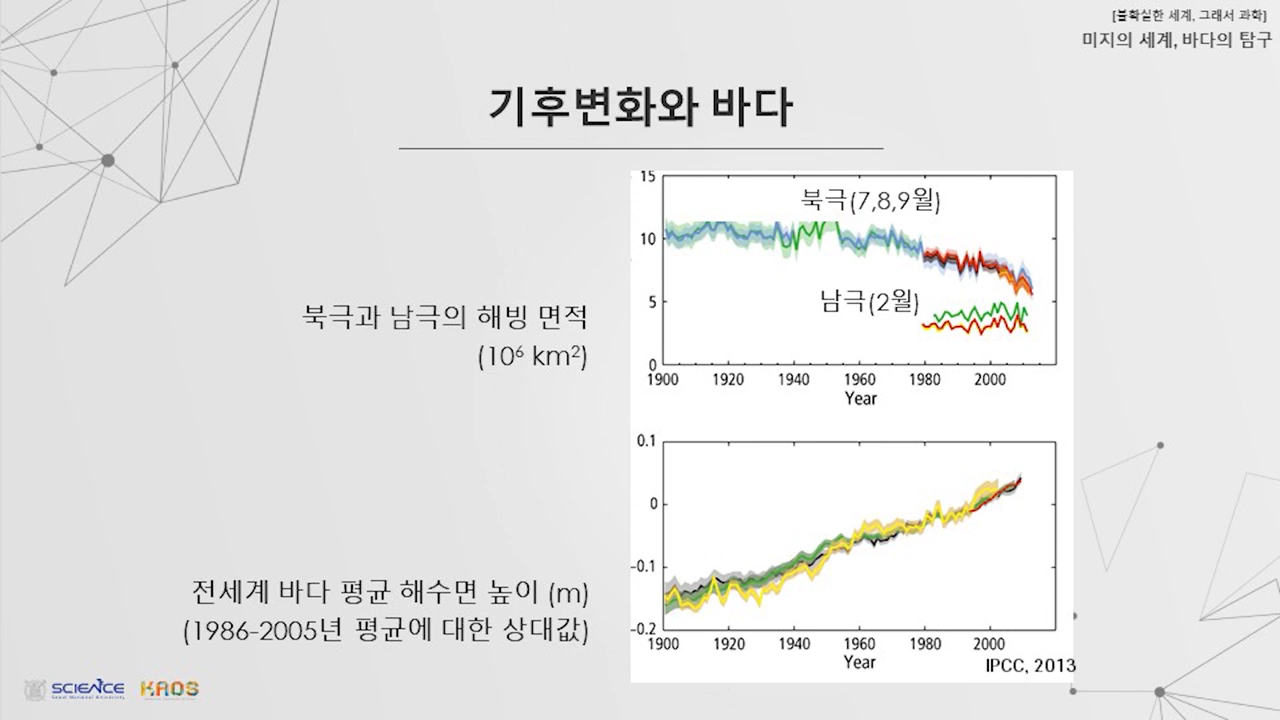 [불확실한 세계, 그래서 과학]
미지의 세계, 바다의 탐구
기후변화와 바다
북극과 남극의 해빙 면적
(10⁶ km²)
15
10
5
0
북극(7,8,9월)
남극(2월)
1900 1920 1940 1960 1980 2000
Year
전세계 바다 평균 해수면 높이 (m)
(1986-2005년 평균에 대한 상대값)
0.1
0
-0.1
-0.2
1900 1920 1940 1960 1980 2000
Year
IPCC, 2013
SCIENCE
Seoul National University
KAOS